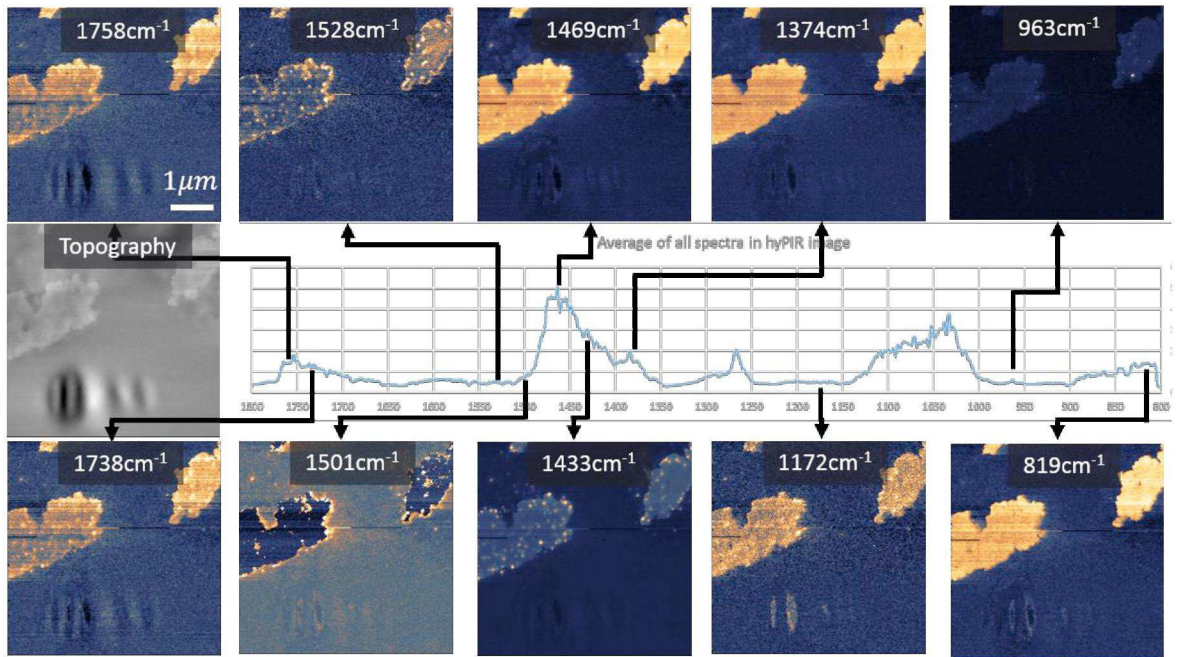 1758cm⁻¹
1528cm⁻¹
1469cm⁻¹
1374cm⁻¹
963cm⁻¹
1μm
Topography
Average of all spectra in hyPIR image
1800 1750 1700 1650 1600 1550 1500 1450 1400 1350 1300 1250 1200 1150 1100 1050 1000 950 900 850 800
1738cm⁻¹
1501cm⁻¹
1433cm⁻¹
1172cm⁻¹
819cm⁻¹